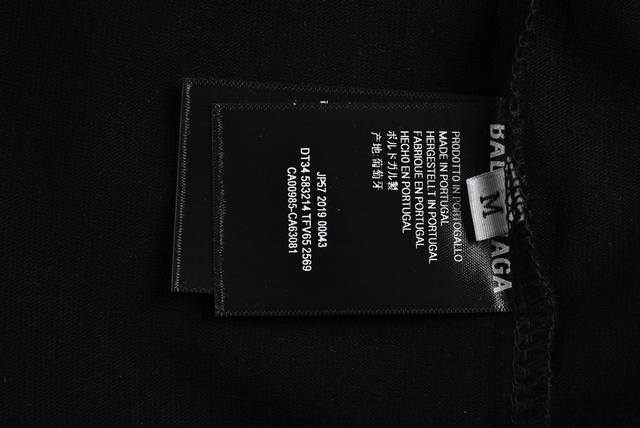 M
PRODOTTO IN PORTOGALLO
MADE IN PORTUGAL
HERGESTELLT IN PORTUGAL
FABRIQUE EN PORTUGAL
HECHO EN PORTUGAL
ポルトガル製
产地: 葡萄牙
JP57 2019 00043
DT34 583214 TFV65 2569
CA00985-CA63081